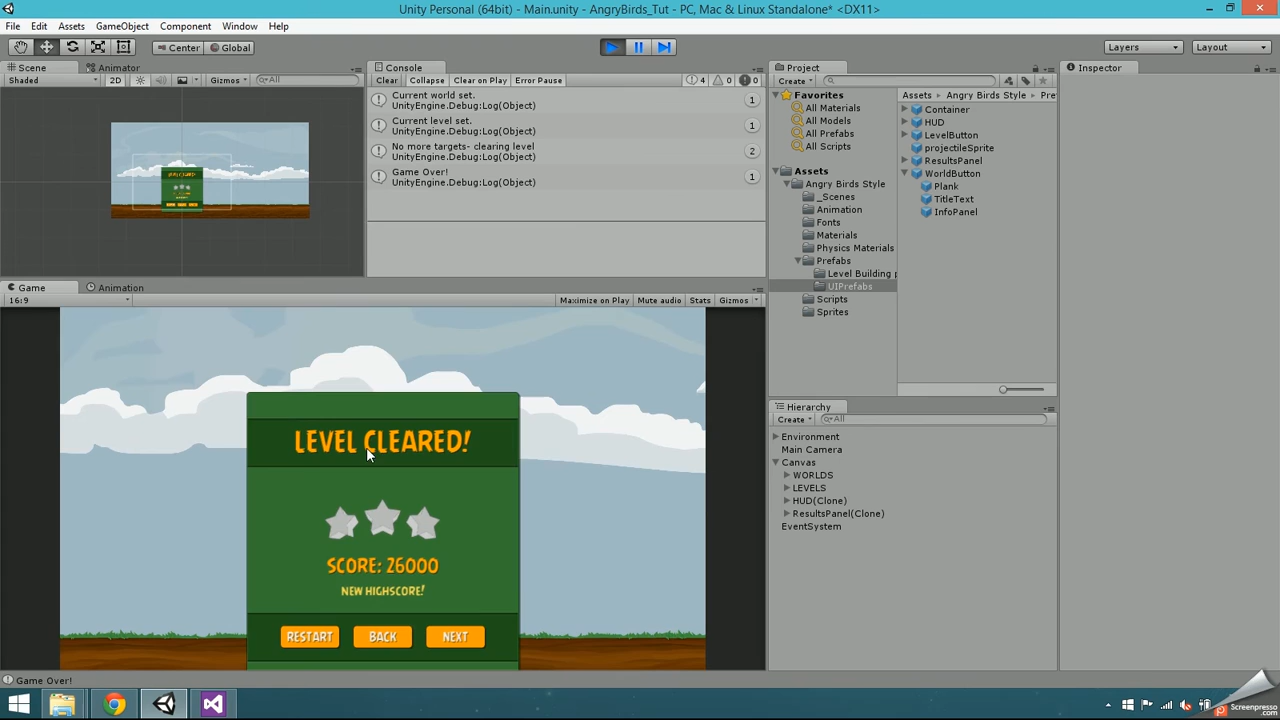 Unity Personal (64bit) - Main.unity - AngryBirds_Tut - PC, Mac & Linux Standalone* <DX11>
File Edit Assets GameObject Component Window Help
Center Global Layers Layout
Scene Animator
Shaded 2D Gizmos All
Console
Clear Collapse Clear on Play Error Pause 4 0 0
Current world set.
UnityEngine.Debug:Log(Object) 1
Current level set.
UnityEngine.Debug:Log(Object) 1
No more targets- clearing level
UnityEngine.Debug:Log(Object) 2
Game Over!
UnityEngine.Debug:Log(Object) 1
Game Animation
16:9 Maximize on Play Mute audio Stats Gizmos
LEVEL CLEARED!
SCORE: 26000
NEW HIGHSCORE!
RESTART BACK NEXT
Project
Create
Favorites
All Materials
All Models
All Prefabs
All Scripts
Assets
Angry Birds Style
_Scenes
Animation
Fonts
Materials
Physics Materials
Prefabs
Level Building p
UIPrefabs
Scripts
Sprites
Assets Angry Birds Style Pre
Container
HUD
LevelButton
projectileSprite
ResultsPanel
WorldButton
Plank
TitleText
InfoPanel
Hierarchy
Create All
Environment
Main Camera
Canvas
WORLDS
LEVELS
HUD(Clone)
ResultsPanel(Clone)
EventSystem
Inspector
Game Over!
Screenpresso